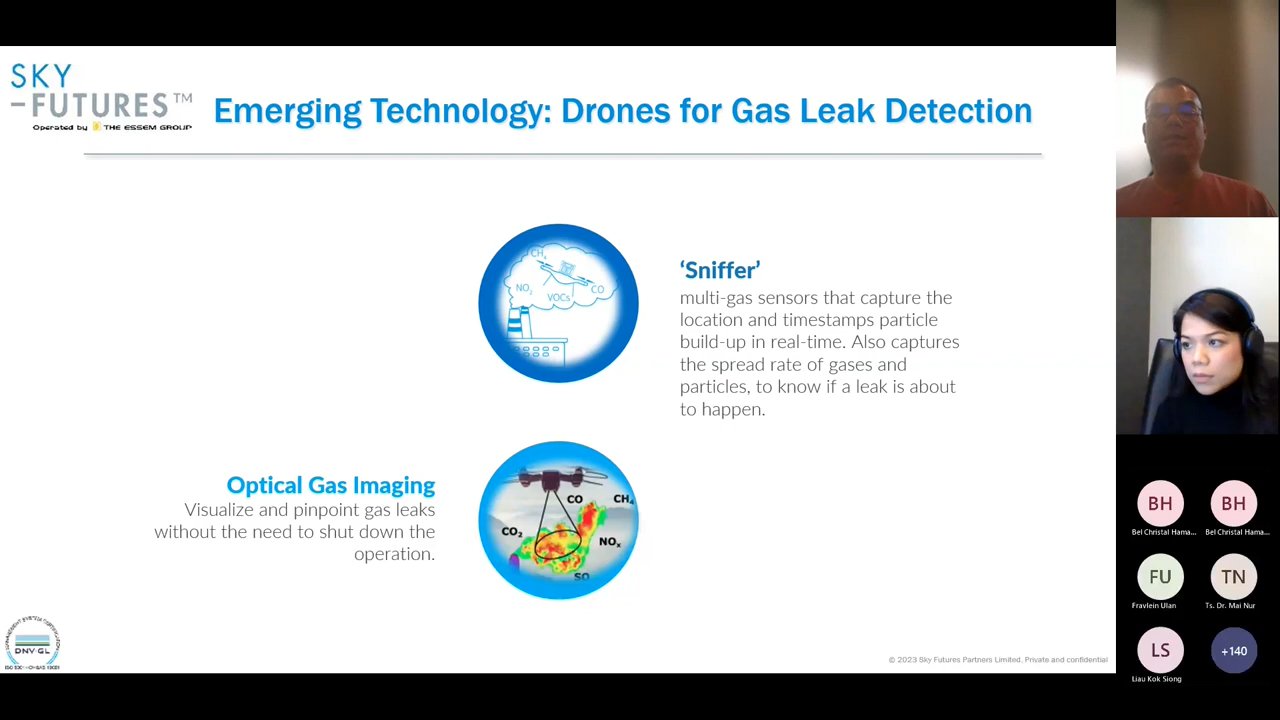 SKY
-FUTURES™
Operated by THE ESSEM GROUP
Emerging Technology: Drones for Gas Leak Detection
CH₄
NO₂
VOCs
CO
‘Sniffer’
multi-gas sensors that capture the
location and timestamps particle
build-up in real-time. Also captures
the spread rate of gases and
particles, to know if a leak is about
to happen.
Optical Gas Imaging
Visualize and pinpoint gas leaks
without the need to shut down the
operation.
CO
CH₄
CO₂
NOₓ
SO
DNV·GL
© 2023 Sky Futures Partners Limited, Private and confidential
BH
BH
Bel Christal Hama...
Bel Christal Hama...
FU
TN
Fravlein Ulan
Ts. Dr. Mai Nur
LS
+140
Liau Kok Siong